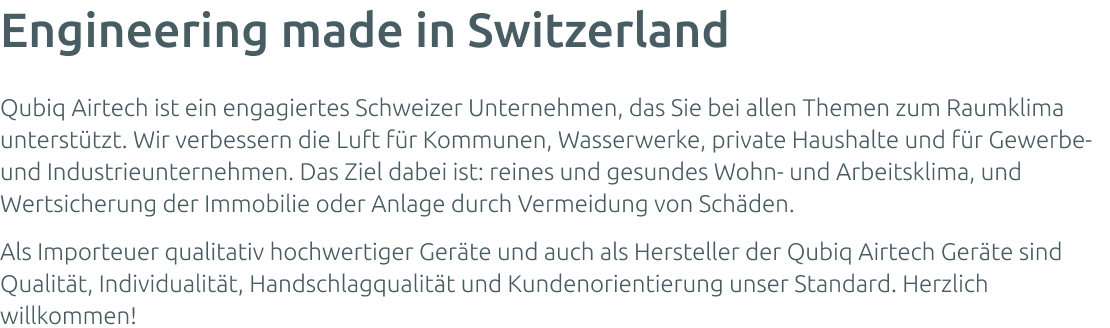 Engineering made in Switzerland
Qubiq Airtech ist ein engagiertes Schweizer Unternehmen, das Sie bei allen Themen zum Raumklima
unterstützt. Wir verbessern die Luft für Kommunen, Wasserwerke, private Haushalte und für Gewerbe-
und Industrieunternehmen. Das Ziel dabei ist: reines und gesundes Wohn- und Arbeitsklima, und
Wertsicherung der Immobilie oder Anlage durch Vermeidung von Schäden.
Als Importeuer qualitativ hochwertiger Geräte und auch als Hersteller der Qubiq Airtech Geräte sind
Qualität, Individualität, Handschlagqualität und Kundenorientierung unser Standard. Herzlich
willkommen!